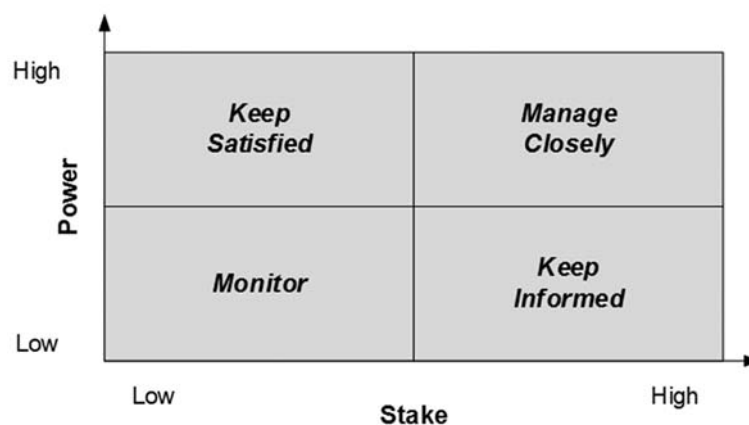 High
Keep
Satisfied
Manage
Closely
Power
Monitor
Keep
Informed
Low
Low
High
Stake